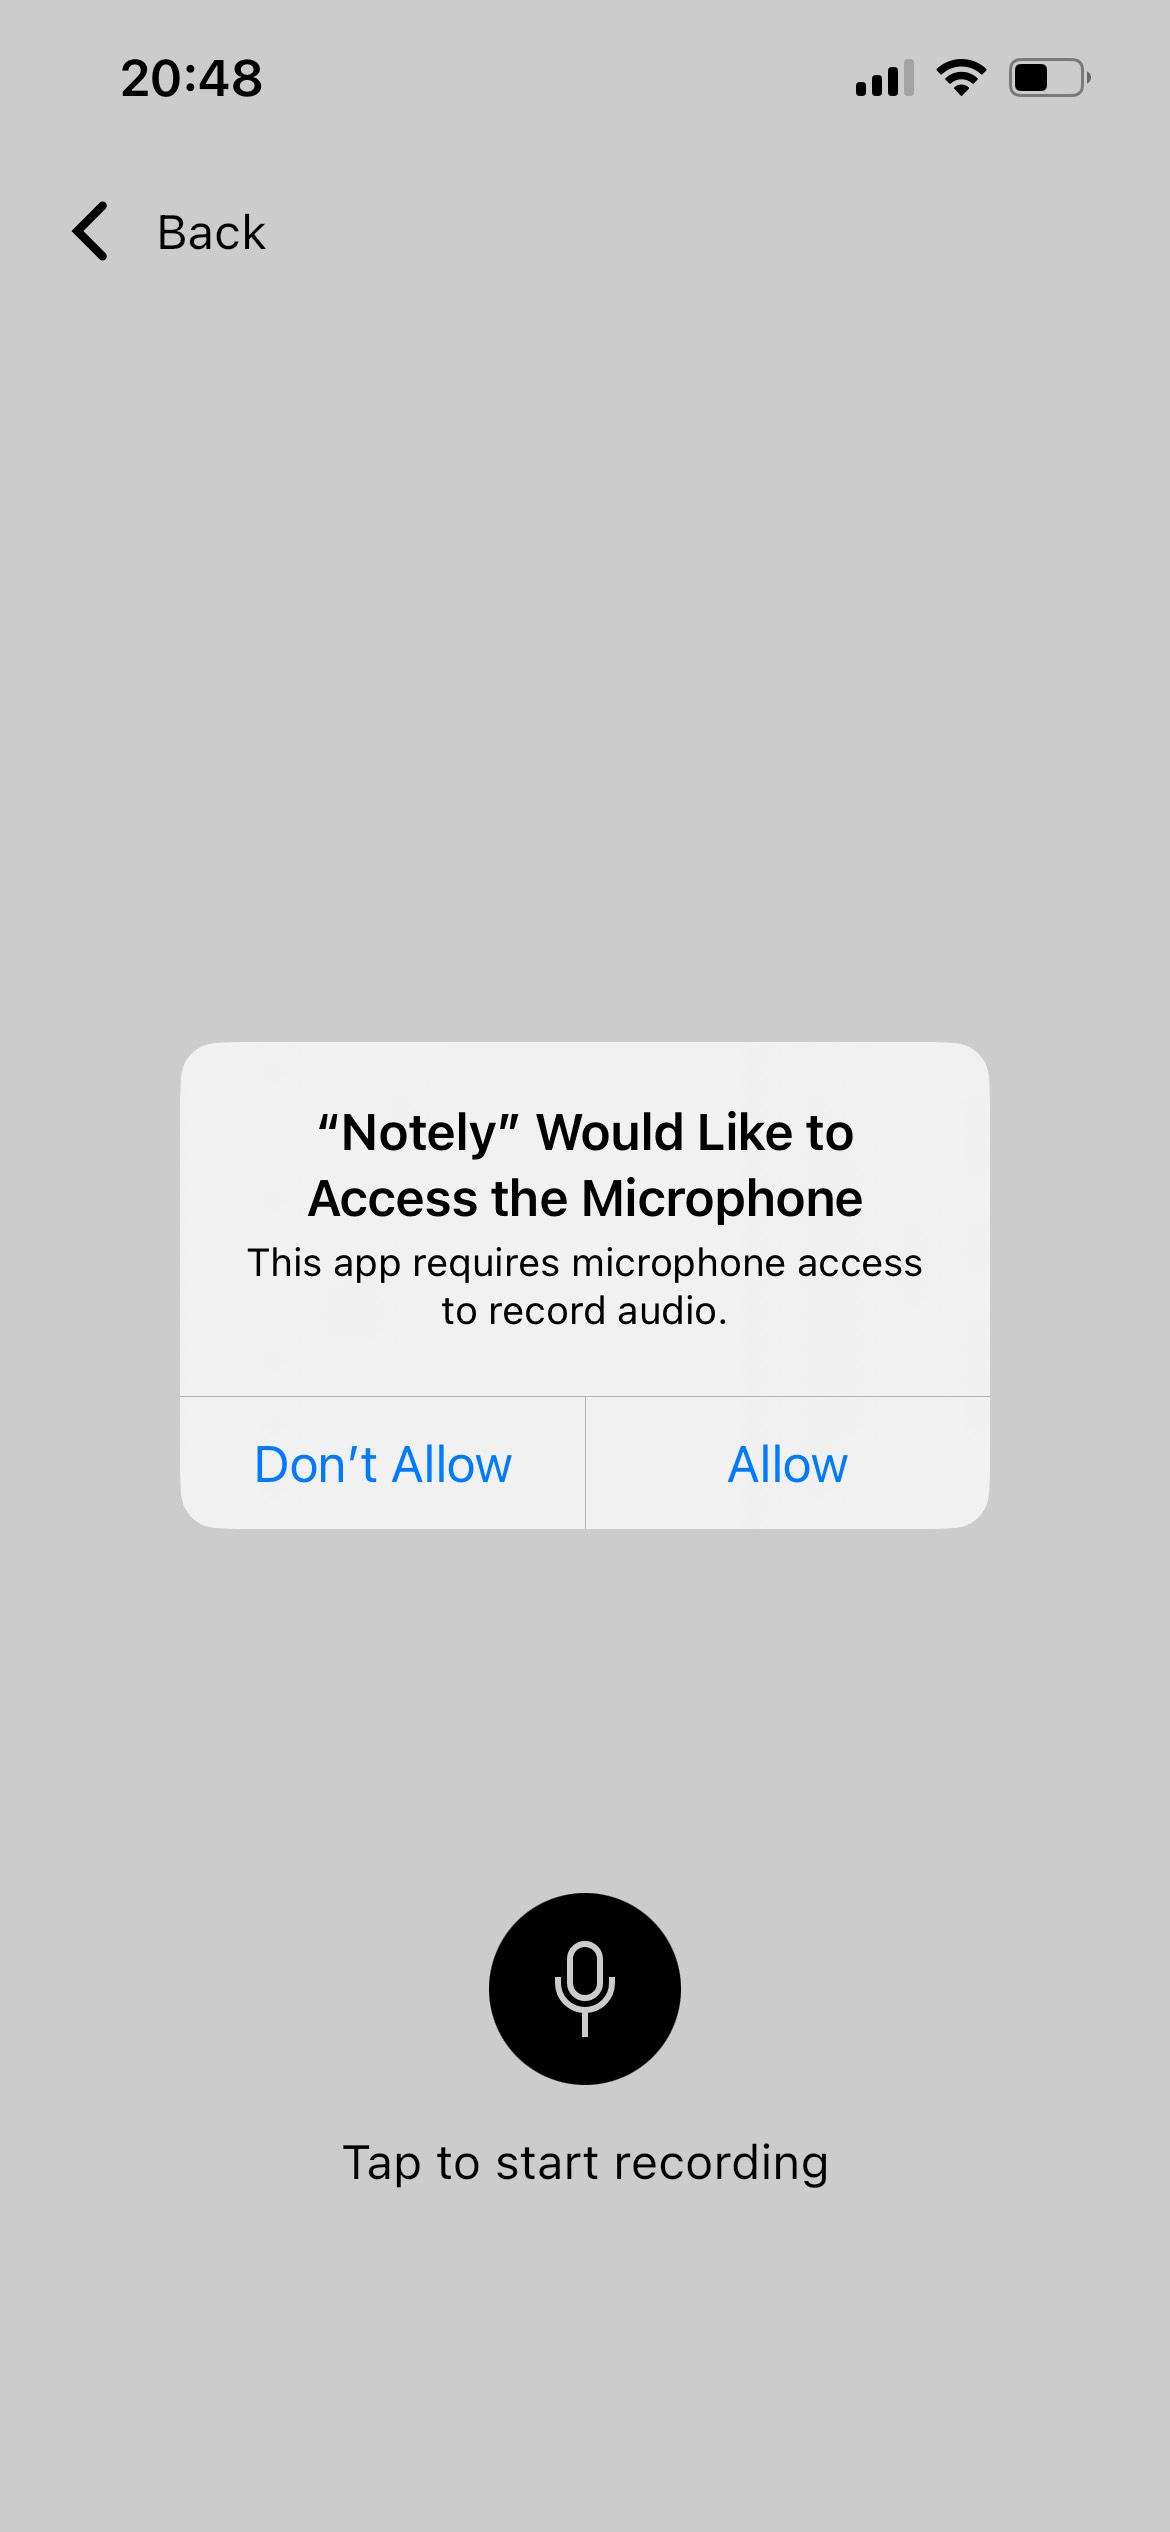 20:48
Back
“Notely” Would Like to
Access the Microphone
This app requires microphone access
to record audio.
Don’t Allow
Allow
Tap to start recording